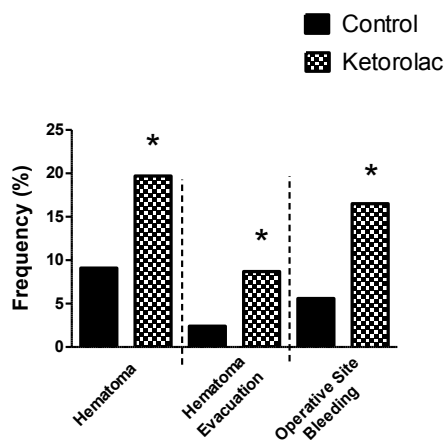 Control
Ketorolac
25
20
15
10
5
0
Frequency (%)
*
*
*
Hematoma
Hematoma
Evacuation
Operative Site
Bleeding